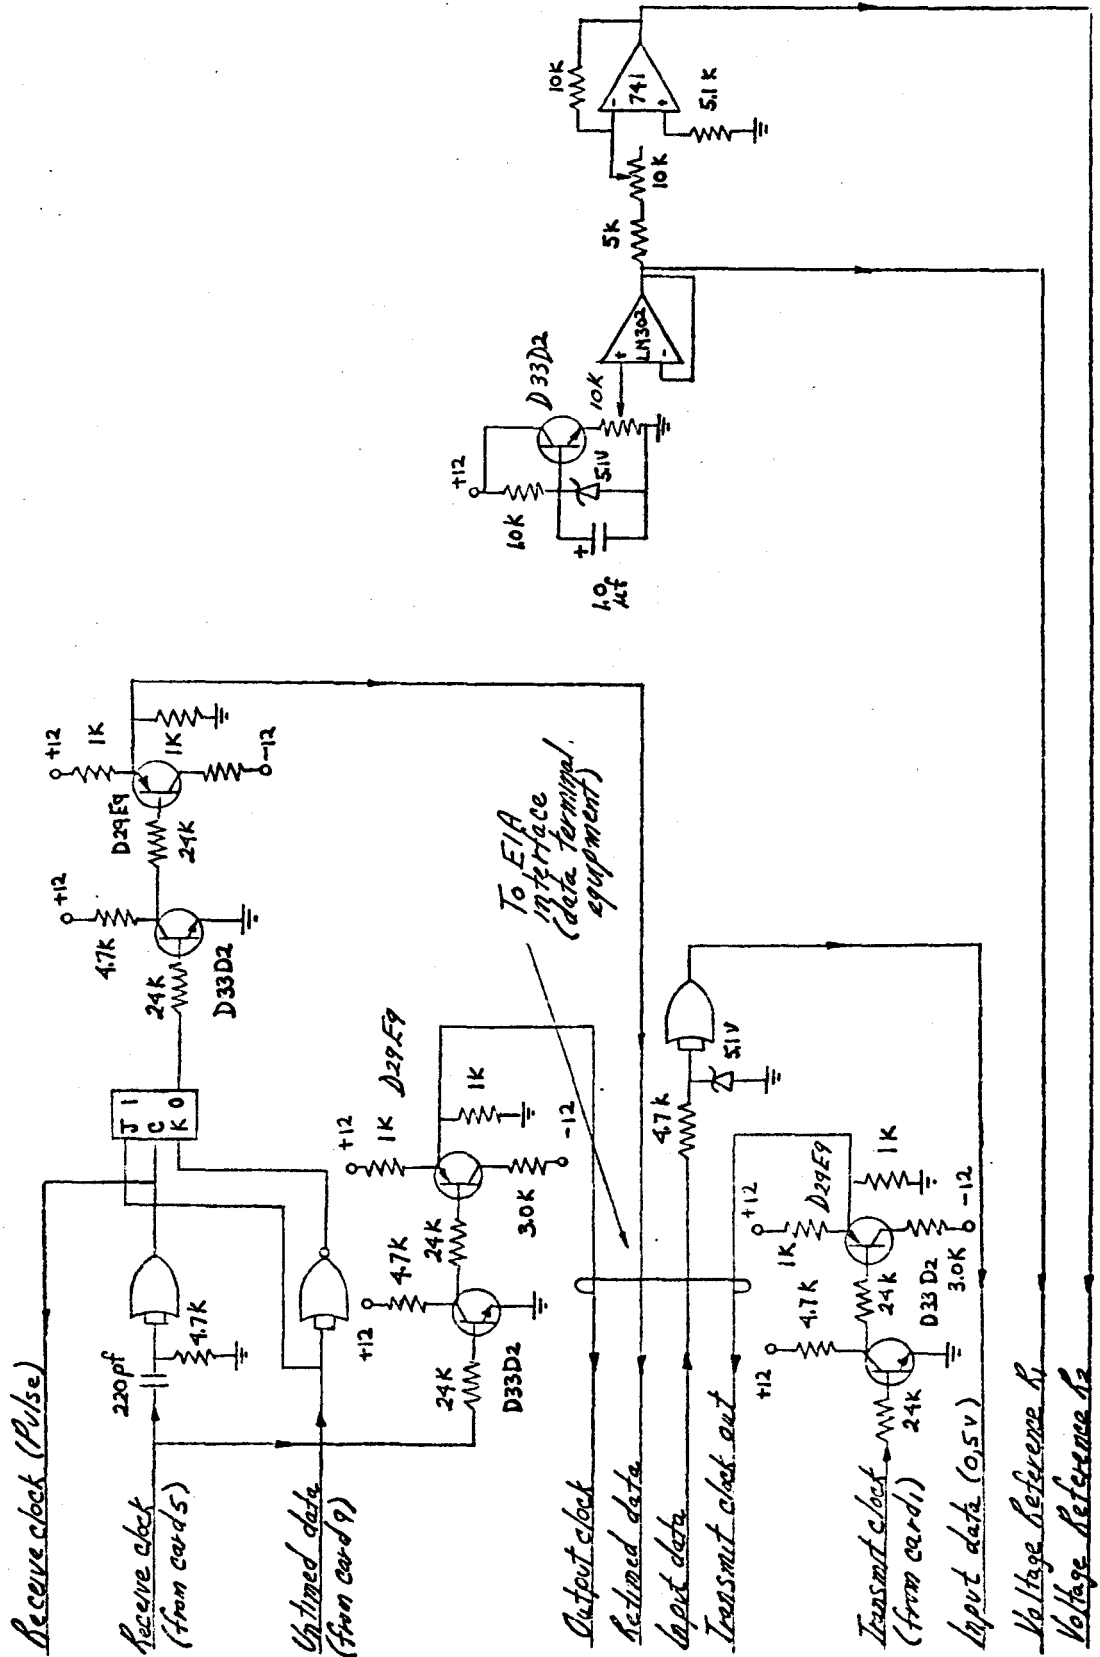 Receive clock (Pulse)
Receive clock
(from card 5)
220pf
4.7K
Untimed data
(from card 9)
J 1
C
K 0
24K
D33D2
4.7K
+12
24K
D29E9
+12
1K
1K
-12
24K
D33D2
+12
4.7K
24K
+12
1K
D29E9
1K
3.0K
-12
To EIA
interface
(data terminal
equipment)
Output clock
Retimed data
Input data
Transmit clock out
4.7K
5.1V
Transmit clock
(from card 1)
24K
+12
4.7K
24K
D33D2
+12
1K
D29E9
1K
3.0K
-12
Input data (0,5V)
Voltage Reference R1
Voltage Reference R2
+12
1.0K
1.0
μf
+
5.1V
D33D2
10K
+
LM302
-
5K
10K
10K
-
741
+
5.1K